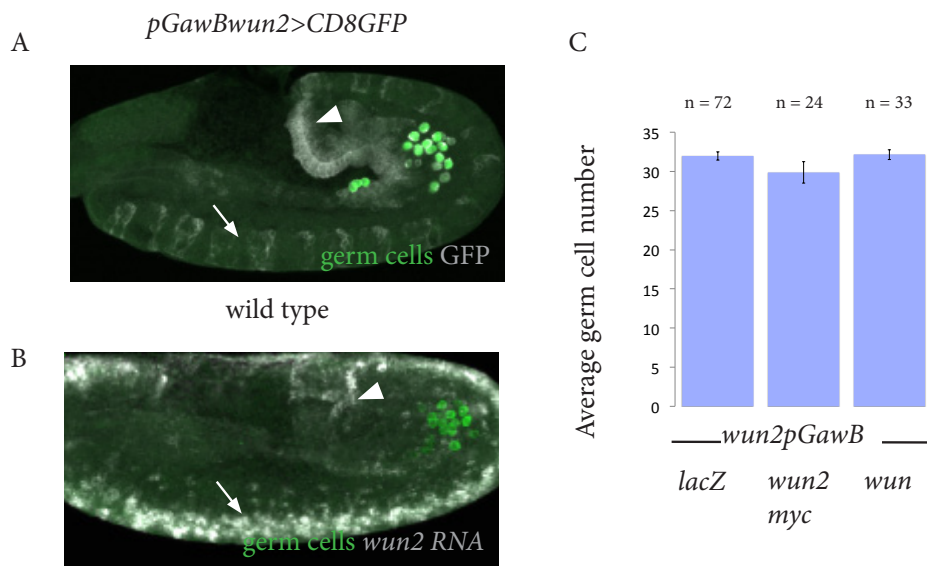 pGawBwun2>CD8GFP
A
germ cells GFP
wild type
B
germ cells wun2 RNA
C
n = 72 n = 24 n = 33
Average germ cell number
35
30
25
20
15
33
10
5
0
wun2pGawB
lacZ wun2 myc wun